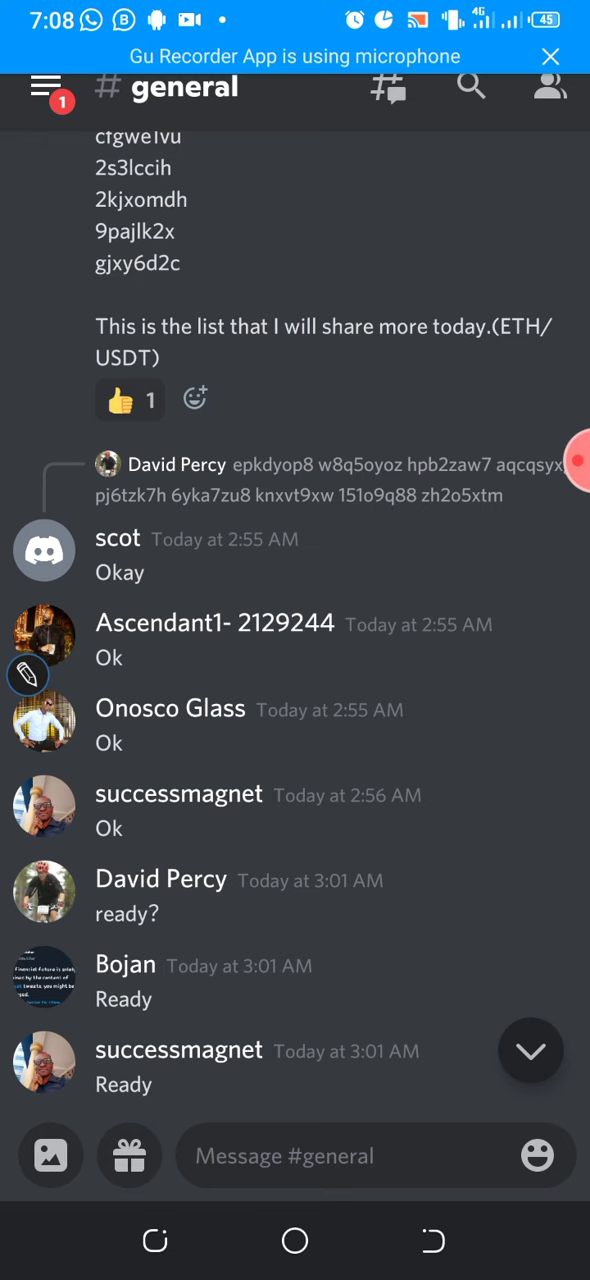 7:08
4G
45
Gu Recorder App is using microphone
1
# general
cfgwe1vu
2s3lccih
2kjxomdh
9pajlk2x
gjxy6d2c
This is the list that I will share more today.(ETH/
USDT)
👍 1
David Percy epkdyop8 w8q5oyoz hpb2zaw7 aqcqsyx
pj6tzk7h 6yka7zu8 knxvt9xw 151o9q88 zh2o5xtm
scot Today at 2:55 AM
Okay
Ascendant1- 2129244 Today at 2:55 AM
Ok
Onosco Glass Today at 2:55 AM
Ok
successmagnet Today at 2:56 AM
Ok
David Percy Today at 3:01 AM
ready?
Bojan Today at 3:01 AM
Ready
successmagnet Today at 3:01 AM
Ready
Message #general